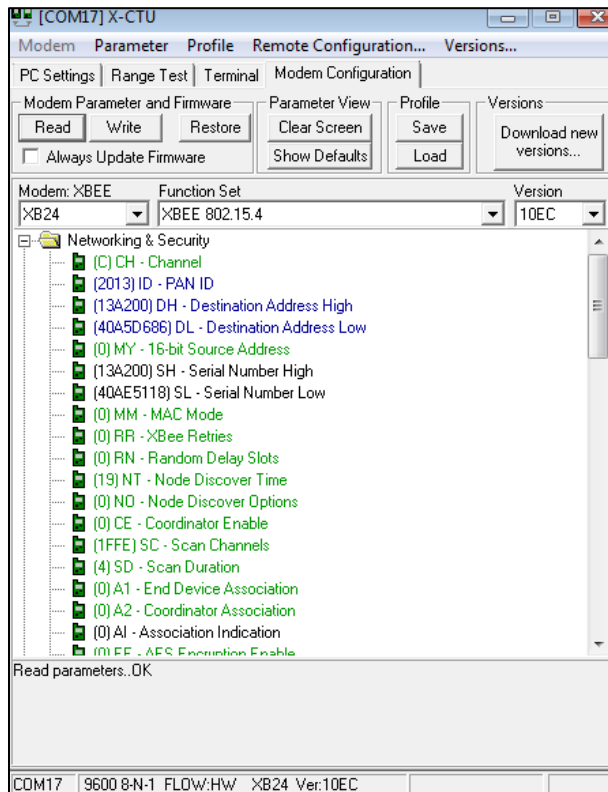 [COM17] X-CTU
Modem Parameter Profile Remote Configuration... Versions...
PC Settings Range Test Terminal Modem Configuration
Modem Parameter and Firmware Parameter View Profile Versions
Read Write Restore Clear Screen Save Download new versions...
Always Update Firmware Show Defaults Load
Modem: XBEE Function Set Version
XB24 XBEE 802.15.4 10EC
Networking & Security
(C) CH - Channel
(2013) ID - PAN ID
(13A200) DH - Destination Address High
(40A5D686) DL - Destination Address Low
(0) MY - 16-bit Source Address
(13A200) SH - Serial Number High
(40AE5118) SL - Serial Number Low
(0) MM - MAC Mode
(0) RR - XBee Retries
(0) RN - Random Delay Slots
(19) NT - Node Discover Time
(0) NO - Node Discover Options
(0) CE - Coordinator Enable
(1FFE) SC - Scan Channels
(4) SD - Scan Duration
(0) A1 - End Device Association
(0) A2 - Coordinator Association
(0) AI - Association Indication
(0) EE - AES Encryption Enable
Read parameters..OK
COM17 9600 8-N-1 FLOW:HW XB24 Ver:10EC